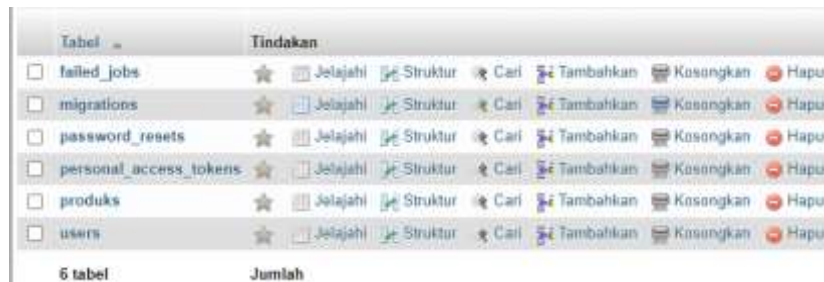 Tabel Tindakan
failed_jobs Jelajahi Struktur Cari Tambahkan Kosongkan Hapu
migrations Jelajahi Struktur Cari Tambahkan Kosongkan Hapu
password_resets Jelajahi Struktur Cari Tambahkan Kosongkan Hapu
personal_access_tokens Jelajahi Struktur Cari Tambahkan Kosongkan Hapu
produks Jelajahi Struktur Cari Tambahkan Kosongkan Hapu
users Jelajahi Struktur Cari Tambahkan Kosongkan Hapu
6 tabel Jumlah